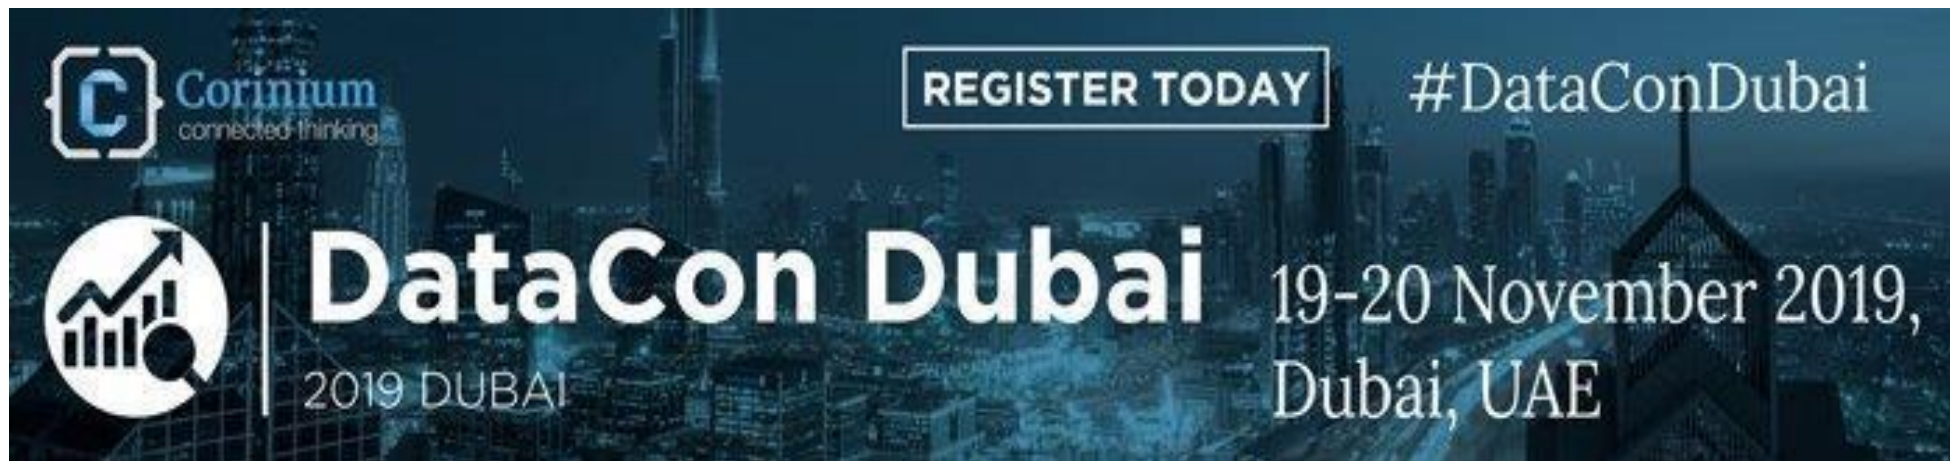 Corinium
connected thinking
REGISTER TODAY
#DataConDubai
DataCon Dubai
2019 DUBAI
19-20 November 2019,
Dubai, UAE